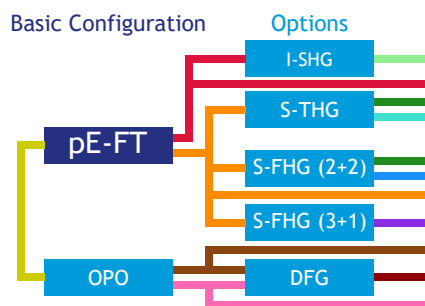 Basic Configuration Options
I-SHG
S-THG
pE-FT
S-FHG (2+2)
S-FHG (3+1)
OPO DFG